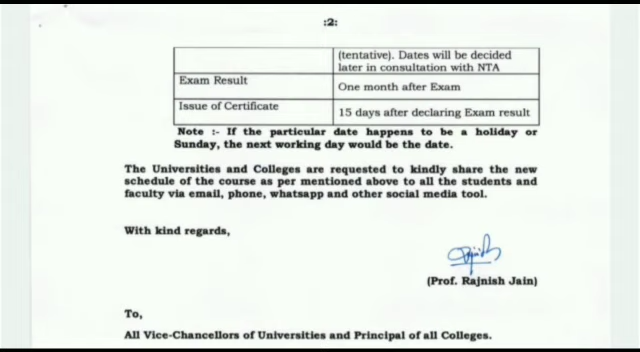 :2:
(tentative). Dates will be decided
later in consultation with NTA
Exam Result
One month after Exam
Issue of Certificate
15 days after declaring Exam result
Note :- If the particular date happens to be a holiday or
Sunday, the next working day would be the date.
The Universities and Colleges are requested to kindly share the new
schedule of the course as per mentioned above to all the students and
faculty via email, phone, whatsapp and other social media tool.
With kind regards,
(Prof. Rajnish Jain)
To,
All Vice-Chancellors of Universities and Principal of all Colleges.